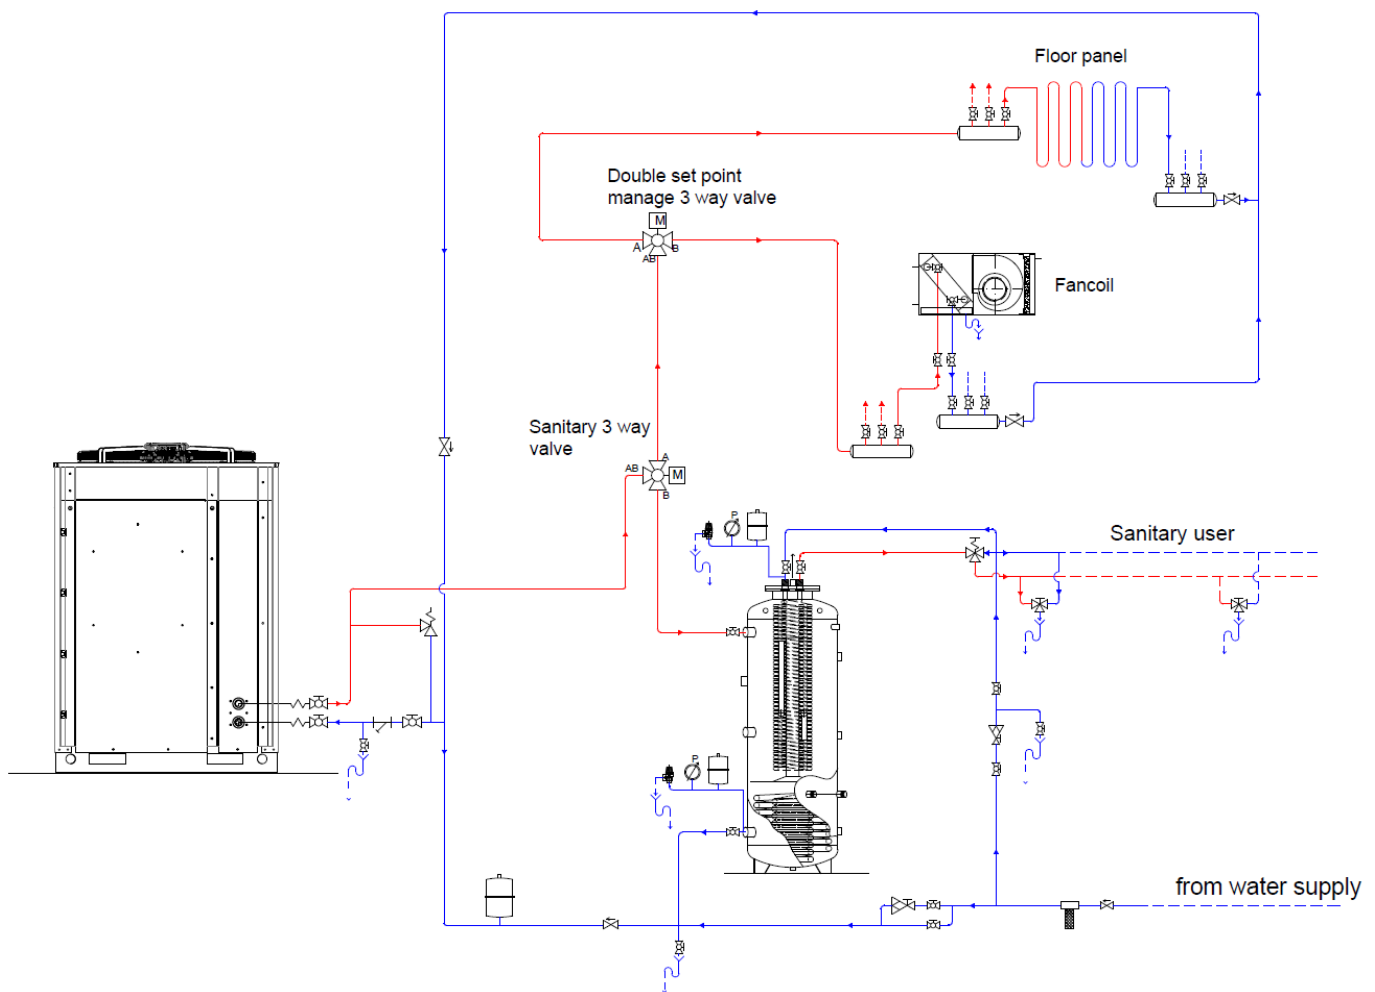 Floor panel
Double set point
manage 3 way valve
M
A
B
AB
Fancoil
Sanitary 3 way
valve
A
AB
M
B
P
Sanitary user
P
from water supply